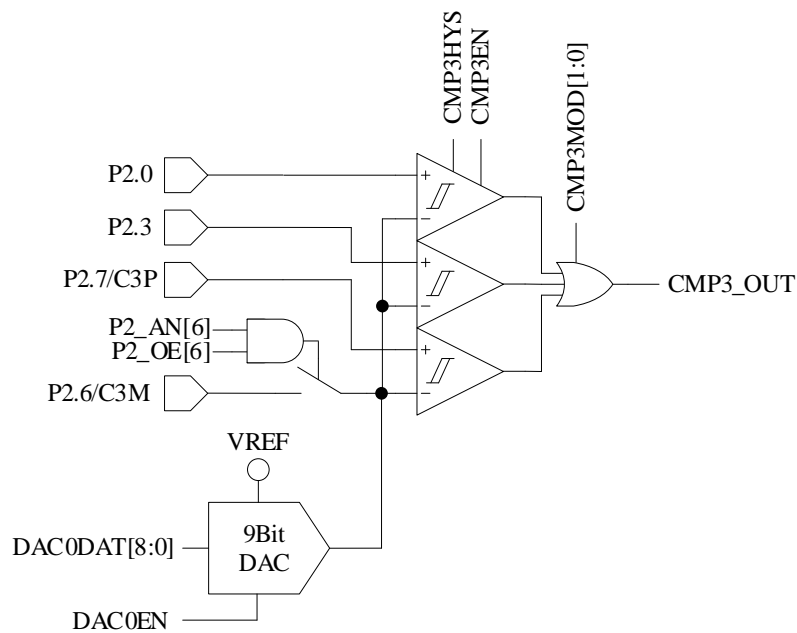 CMP3HYS
CMP3EN
CMP3MOD[1:0]
P2.0
+
−
P2.3
+
−
P2.7/C3P
+
−
CMP3_OUT
P2_AN[6]
P2_OE[6]
P2.6/C3M
VREF
DAC0DAT[8:0]
9Bit
DAC
DAC0EN